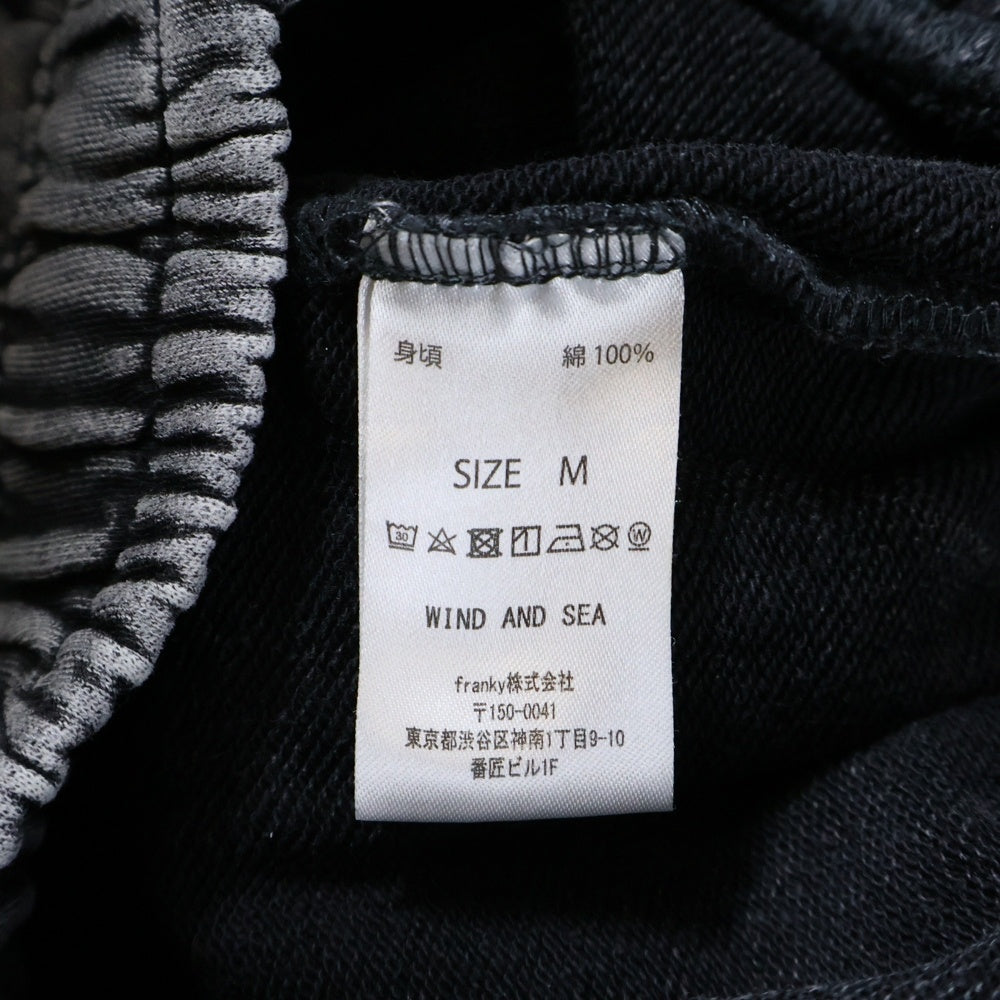 身頃 綿 100%
SIZE M
30 W
WIND AND SEA
franky株式会社
〒150-0041
東京都渋谷区神南1丁目9-10
番匠ビル1F